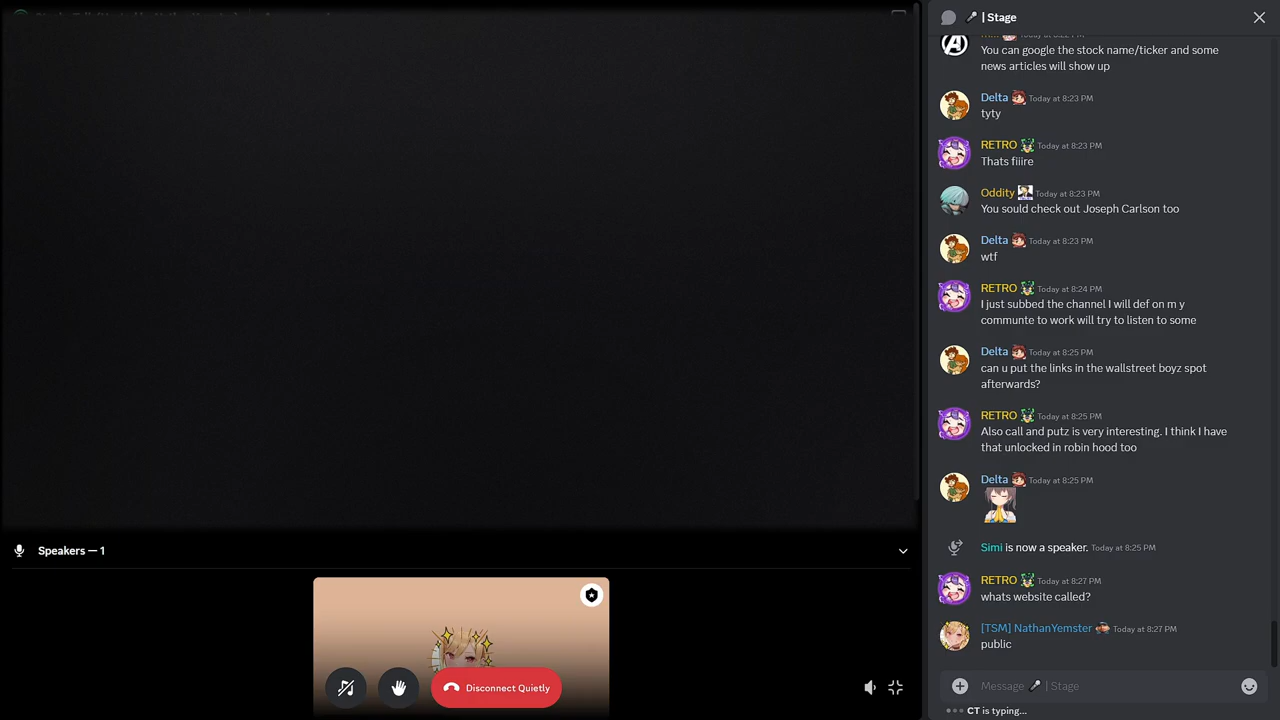 🎤 | Stage
Today at 8:22 PM
You can google the stock name/ticker and some
news articles will show up
Delta Today at 8:23 PM
tyty
RETRO Today at 8:23 PM
Thats fiiire
Oddity Today at 8:23 PM
You sould check out Joseph Carlson too
Delta Today at 8:23 PM
wtf
RETRO Today at 8:24 PM
I just subbed the channel I will def on m y
communte to work will try to listen to some
Delta Today at 8:25 PM
can u put the links in the wallstreet boyz spot
afterwards?
RETRO Today at 8:25 PM
Also call and putz is very interesting. I think I have
that unlocked in robin hood too
Delta Today at 8:25 PM
Simi is now a speaker. Today at 8:25 PM
RETRO Today at 8:27 PM
whats website called?
[TSM] NathanYemster Today at 8:27 PM
public
Message 🎤 | Stage
CT is typing...
Speakers — 1
Disconnect Quietly